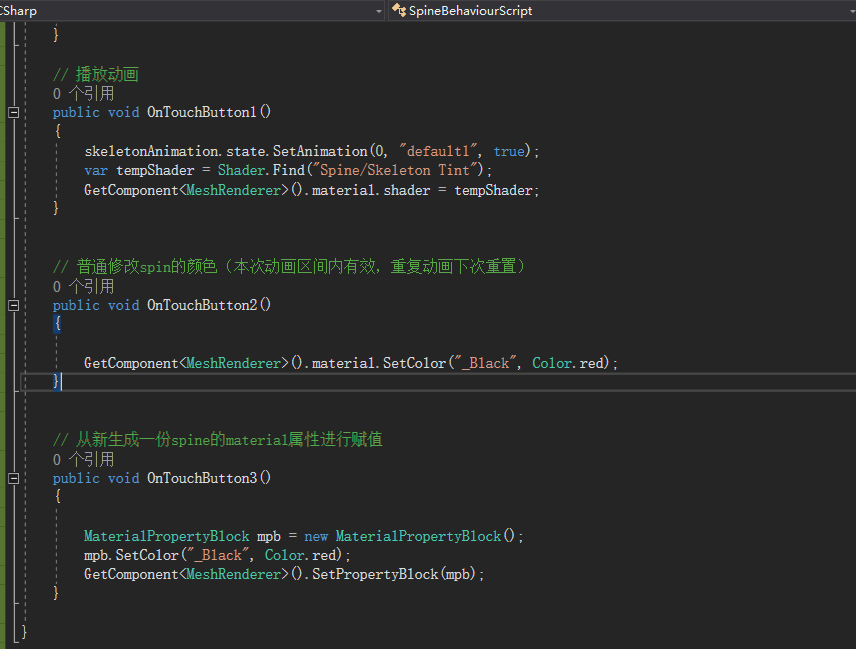 CSharp
SpineBehaviourScript
}
// 播放动画
0 个引用
public void OnTouchButton1()
{
skeletonAnimation.state.SetAnimation(0, "default1", true);
var tempShader = Shader.Find("Spine/Skeleton Tint");
GetComponent<MeshRenderer>().material.shader = tempShader;
}
// 普通修改spin的颜色（本次动画区间内有效，重复动画下次重置）
0 个引用
public void OnTouchButton2()
{
GetComponent<MeshRenderer>().material.SetColor("_Black", Color.red);
}
// 从新生成一份spine的material属性进行赋值
0 个引用
public void OnTouchButton3()
{
MaterialPropertyBlock mpb = new MaterialPropertyBlock();
mpb.SetColor("_Black", Color.red);
GetComponent<MeshRenderer>().SetPropertyBlock(mpb);
}
}